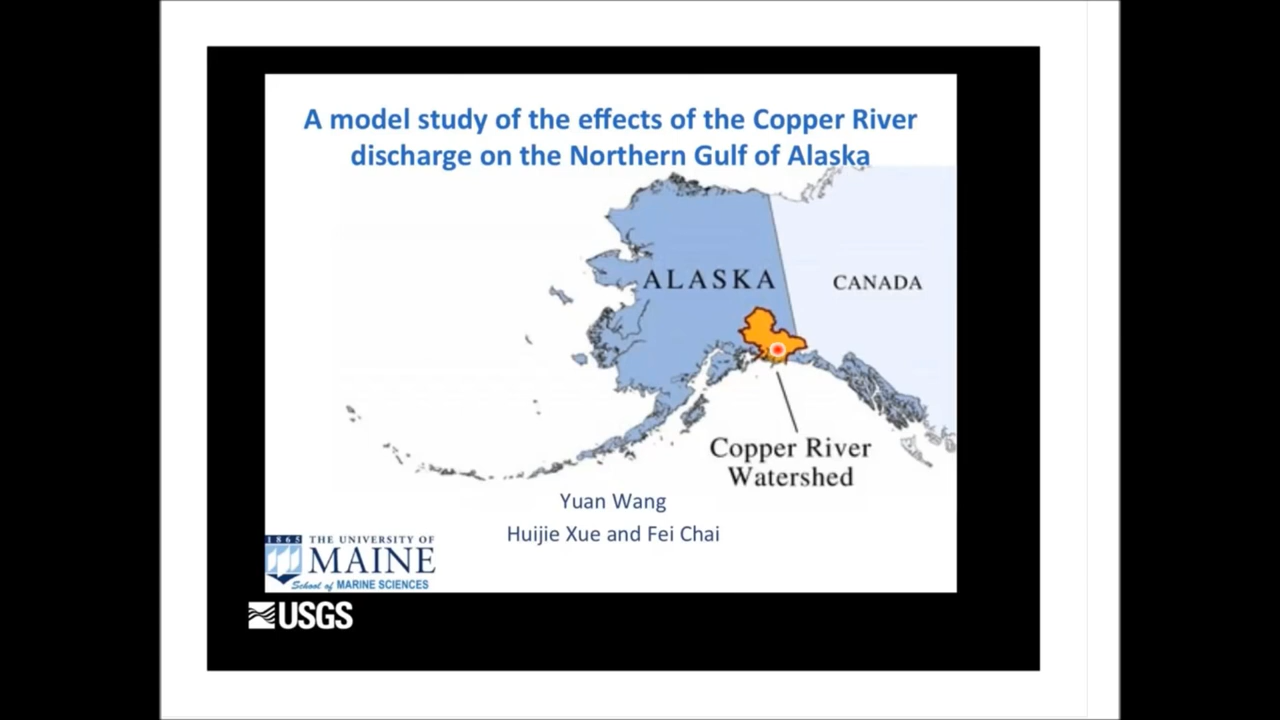 A model study of the effects of the Copper River
discharge on the Northern Gulf of Alaska
ALASKA
CANADA
Copper River
Watershed
Yuan Wang
Huijie Xue and Fei Chai
1865 THE UNIVERSITY OF
MAINE
School of MARINE SCIENCES
USGS